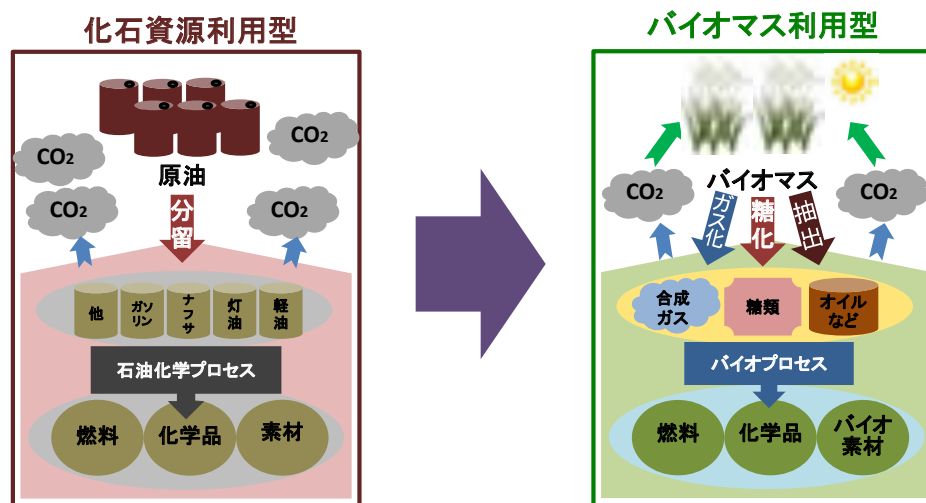 化石資源利用型
バイオマス利用型
CO2
CO2
CO2
CO2
原油
分留
他
ガソ
リン
ナフサ
灯油
軽油
石油化学プロセス
燃料
化学品
素材
CO2
CO2
バイオマス
ガス化
糖化
抽出
合成
ガス
糖類
オイル
など
バイオプロセス
燃料
化学品
バイオ
素材